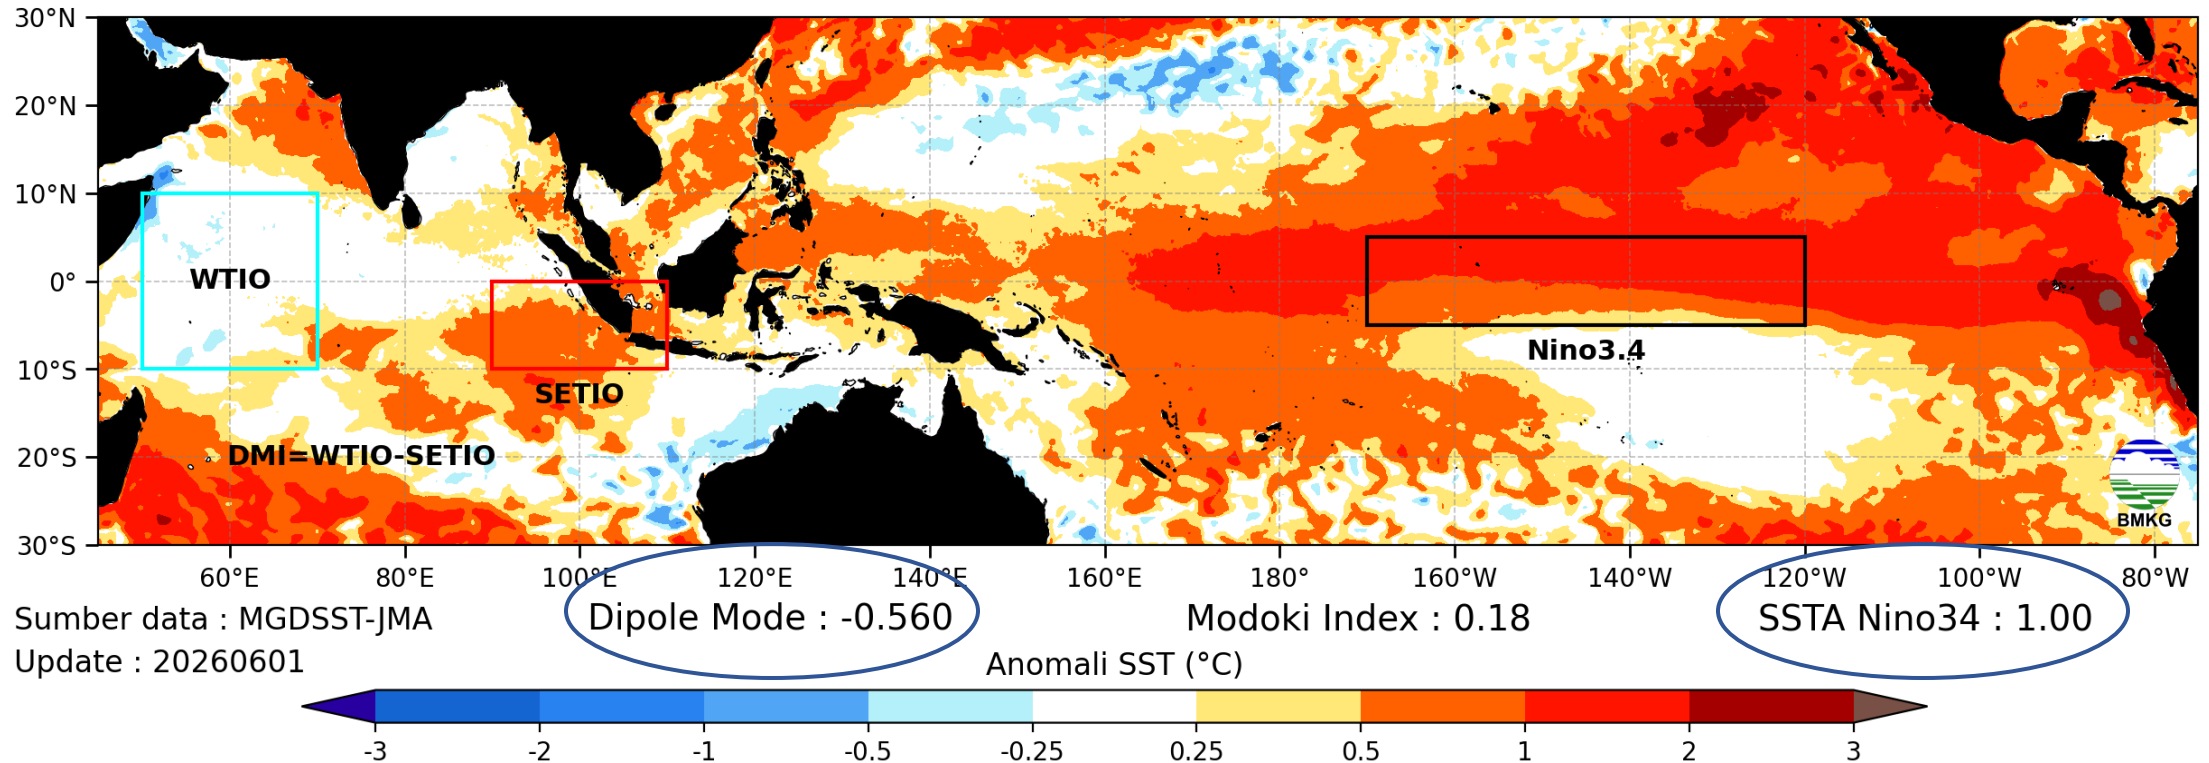 30°N
20°N
10°N
0°
10°S
20°S
30°S
WTIO
SETIO
DMI=WTIO-SETIO
Nino3.4
BMKG
60°E 80°E 100°E 120°E 140°E 160°E 180° 160°W 140°W 120°W 100°W 80°W
Sumber data : MGDSST-JMA
Dipole Mode : -0.560
Modoki Index : 0.18
SSTA Nino34 : 1.00
Update : 20260601
Anomali SST (°C)
-3 -2 -1 -0.5 -0.25 0.25 0.5 1 2 3